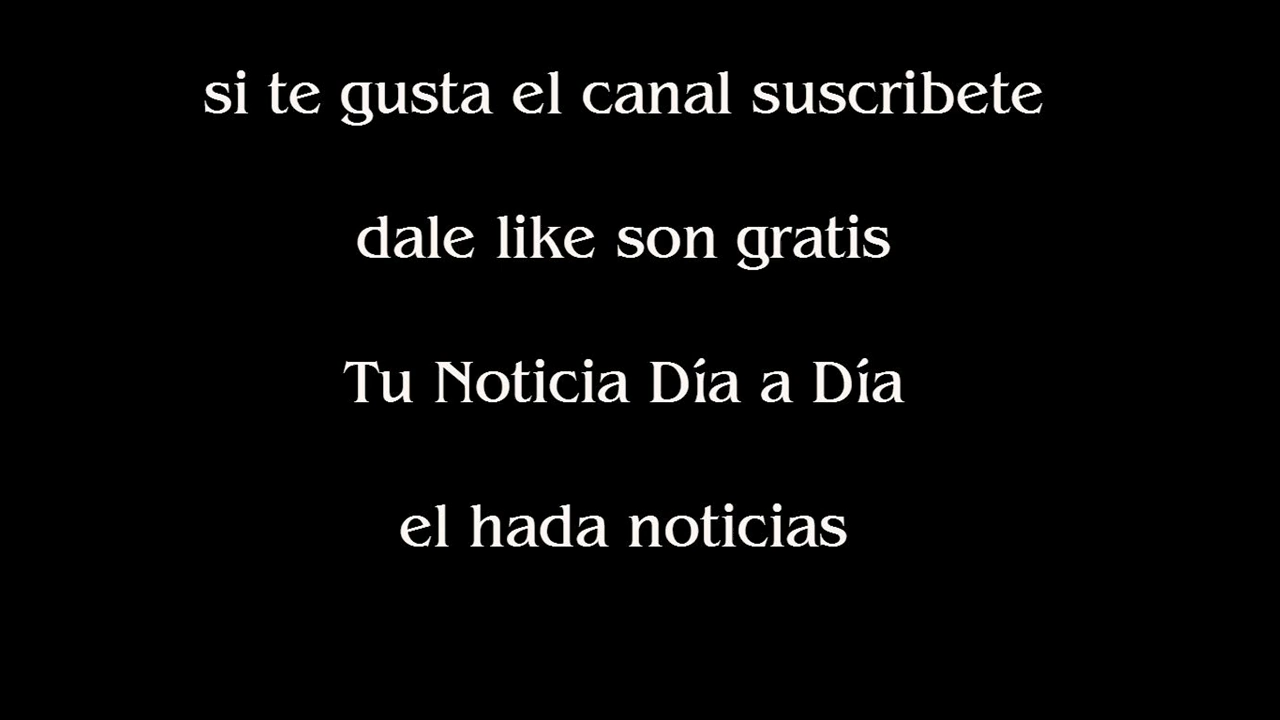 si te gusta el canal suscribete
dale like son gratis
Tu Noticia Día a Día
el hada noticias